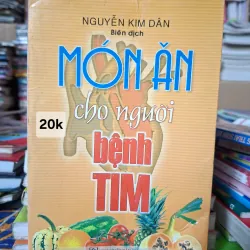 NGUYỄN KIM DÂN
Biên dịch
MÓN ĂN
cho người
bệnh
TIM
20k